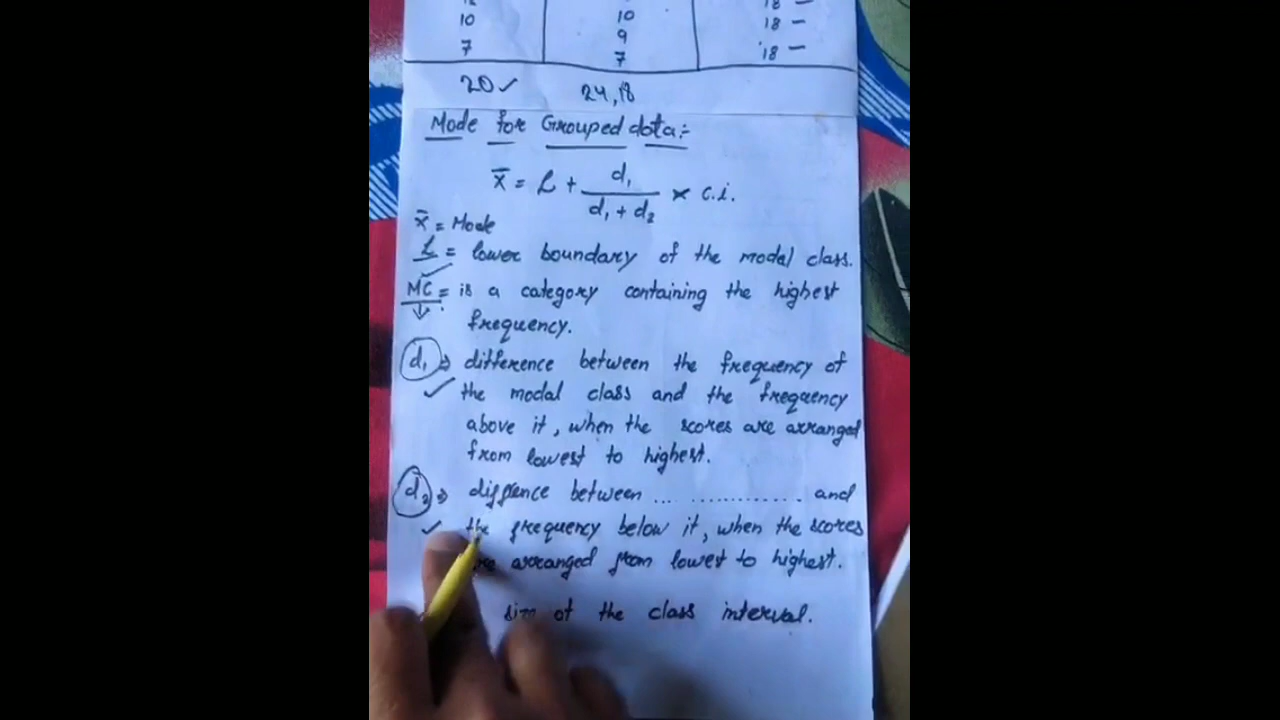 10 10 18 —
9 18 —
7 7 18 —
20 ✓ 24, 18
Mode for Grouped data:-
x̄ = L + d₁ / (d₁ + d₂) × c.i.
x̄ = Mode
L = lower boundary of the modal class.
MC = is a category containing the highest
frequency.
d₁ ⇒ difference between the frequency of
the modal class and the frequency
above it, when the scores are arranged
from lowest to highest.
d₂ ⇒ diffrence between ... ............. and
the frequency below it, when the scores
are arranged from lowest to highest.
size of the class interval.